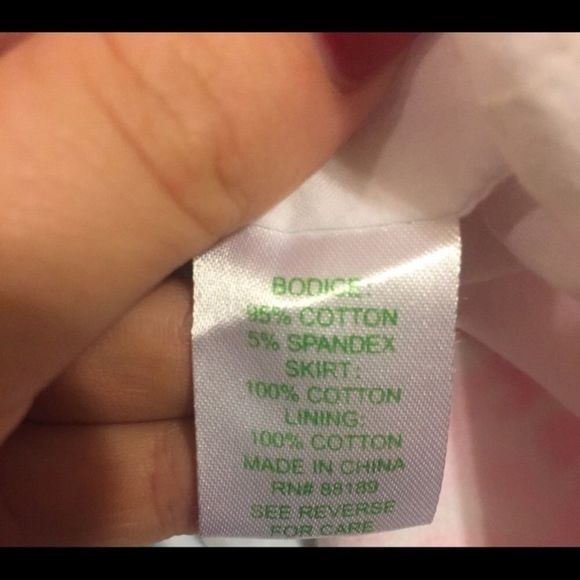 BODICE:
95% COTTON
5% SPANDEX
SKIRT:
100% COTTON
LINING:
100% COTTON
MADE IN CHINA
RN# 88189
SEE REVERSE
FOR CARE